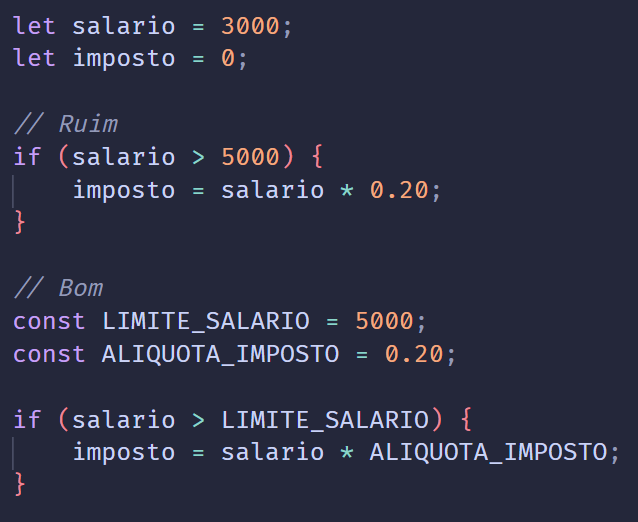 let salario = 3000;
let imposto = 0;
// Ruim
if (salario > 5000) {
imposto = salario * 0.20;
}
// Bom
const LIMITE_SALARIO = 5000;
const ALIQUOTA_IMPOSTO = 0.20;
if (salario > LIMITE_SALARIO) {
imposto = salario * ALIQUOTA_IMPOSTO;
}